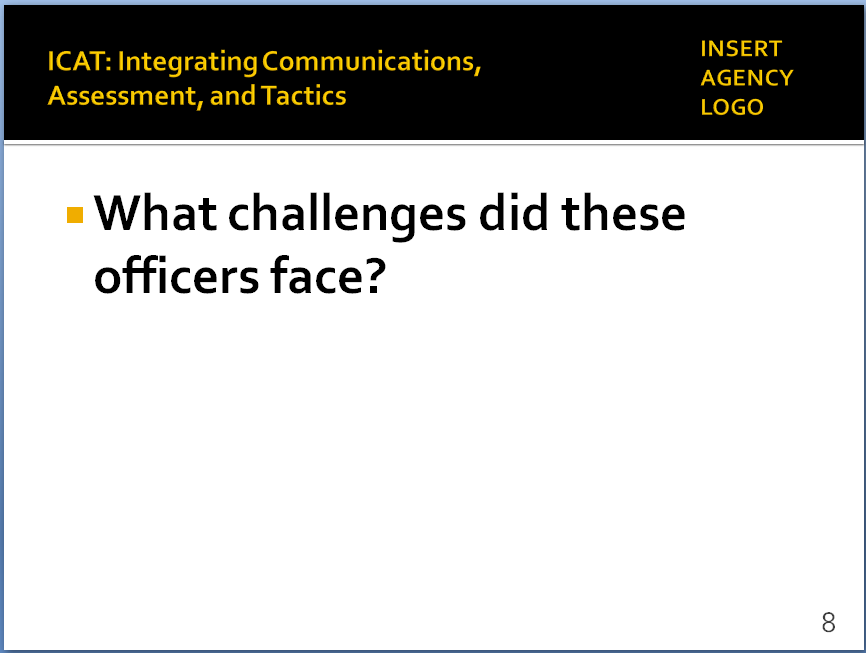 ICAT: Integrating Communications,
Assessment, and Tactics
INSERT
AGENCY
LOGO
What challenges did these
officers face?
8